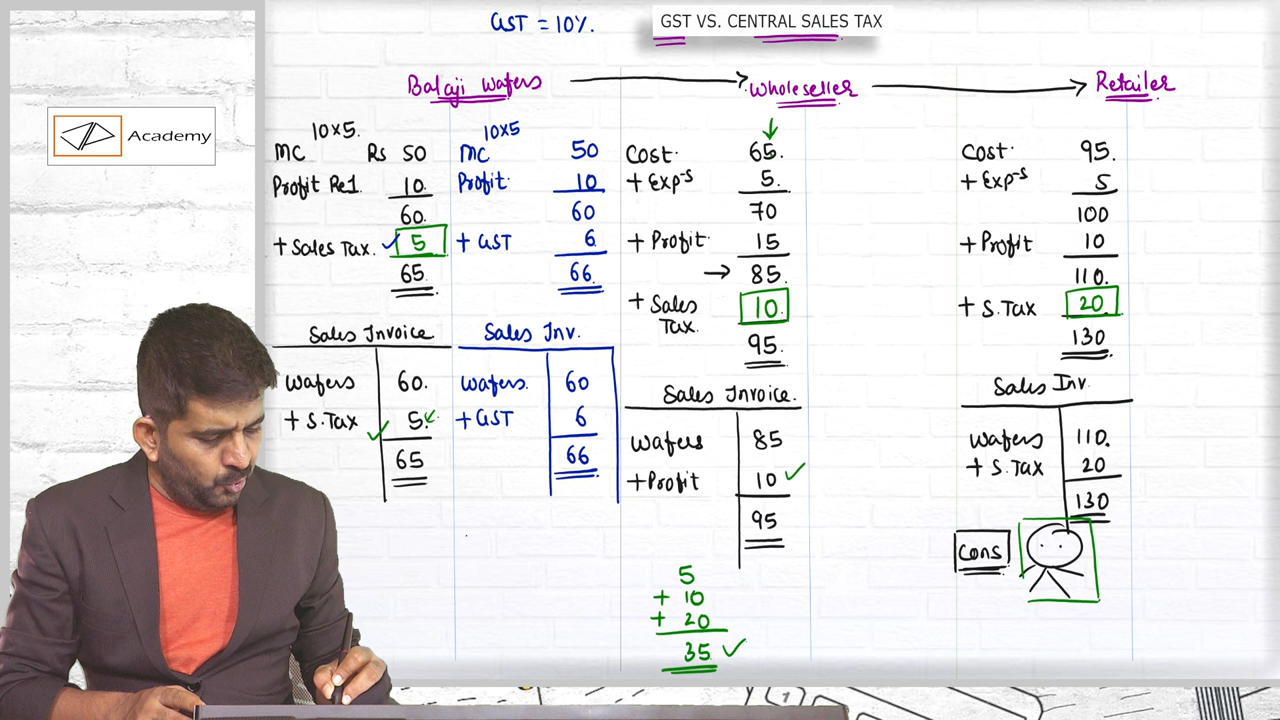 GST = 10%.
GST VS. CENTRAL SALES TAX
Balaji Wafers
Wholeseller
Retailer
Academy
10×5.
MC Rs 50
Profit Re1. 10.
60.
+ Sales Tax. 5
65.
Sales Invoice
Wafers 60.
+ S.Tax 5.
65
10×5
MC 50
Profit 10
60
+ GST 6
66
Sales Inv.
Wafers. 60
+ GST 6
66
Cost. 65.
+ Exp-s 5.
70
+ Profit 15
85.
+ Sales Tax. 10.
95.
Sales Invoice.
Wafers 85
+Profit 10
95
5
+ 10
+ 20
35
Cost. 95.
+ Exp-s 5
100
+ Profit 10
110.
+ S.Tax 20
130
Sales Inv.
Wafers 110.
+ S.Tax 20
130
Cons